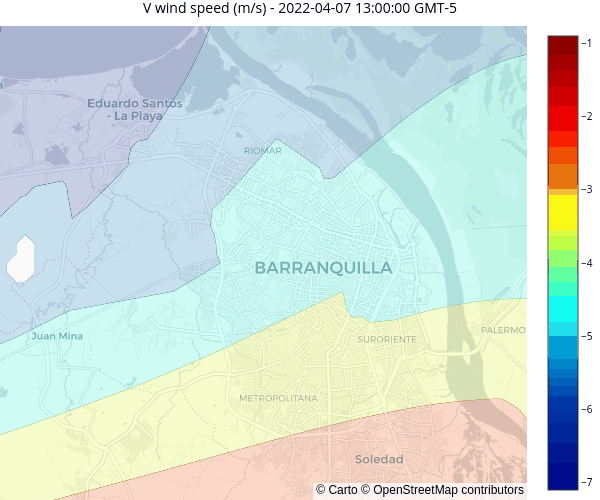 V wind speed (m/s) - 2022-04-07 13:00:00 GMT-5
Eduardo Santos
- La Playa
RIOMAR
BARRANQUILLA
Juan Mina
SURORIENTE
PALERMO
METROPOLITANA
Soledad
© Carto © OpenStreetMap contributors
−1
−2
−3
−4
−5
−6
−7